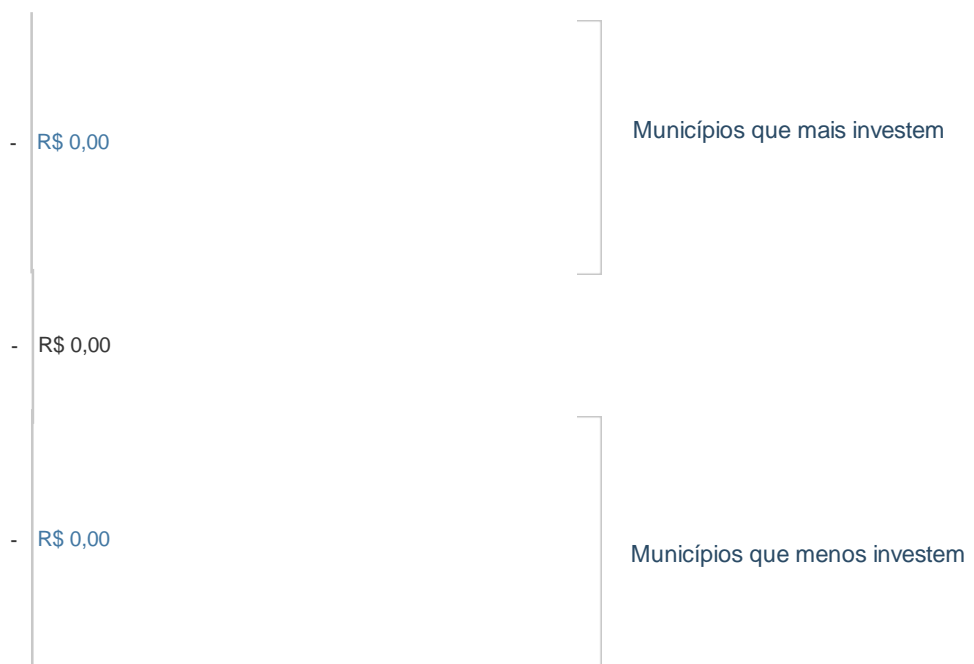 Municípios que mais investem
- R$ 0,00
- R$ 0,00
- R$ 0,00
Municípios que menos investem